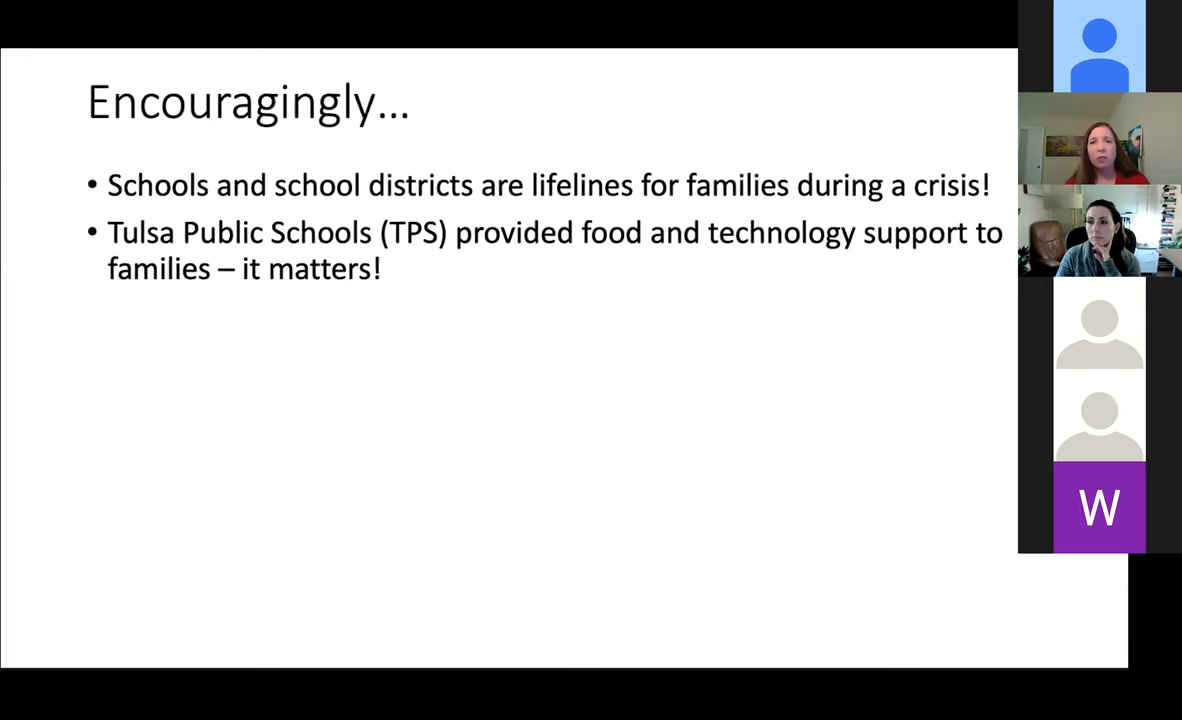 Encouragingly...
• Schools and school districts are lifelines for families during a crisis!
• Tulsa Public Schools (TPS) provided food and technology support to
families – it matters!
W